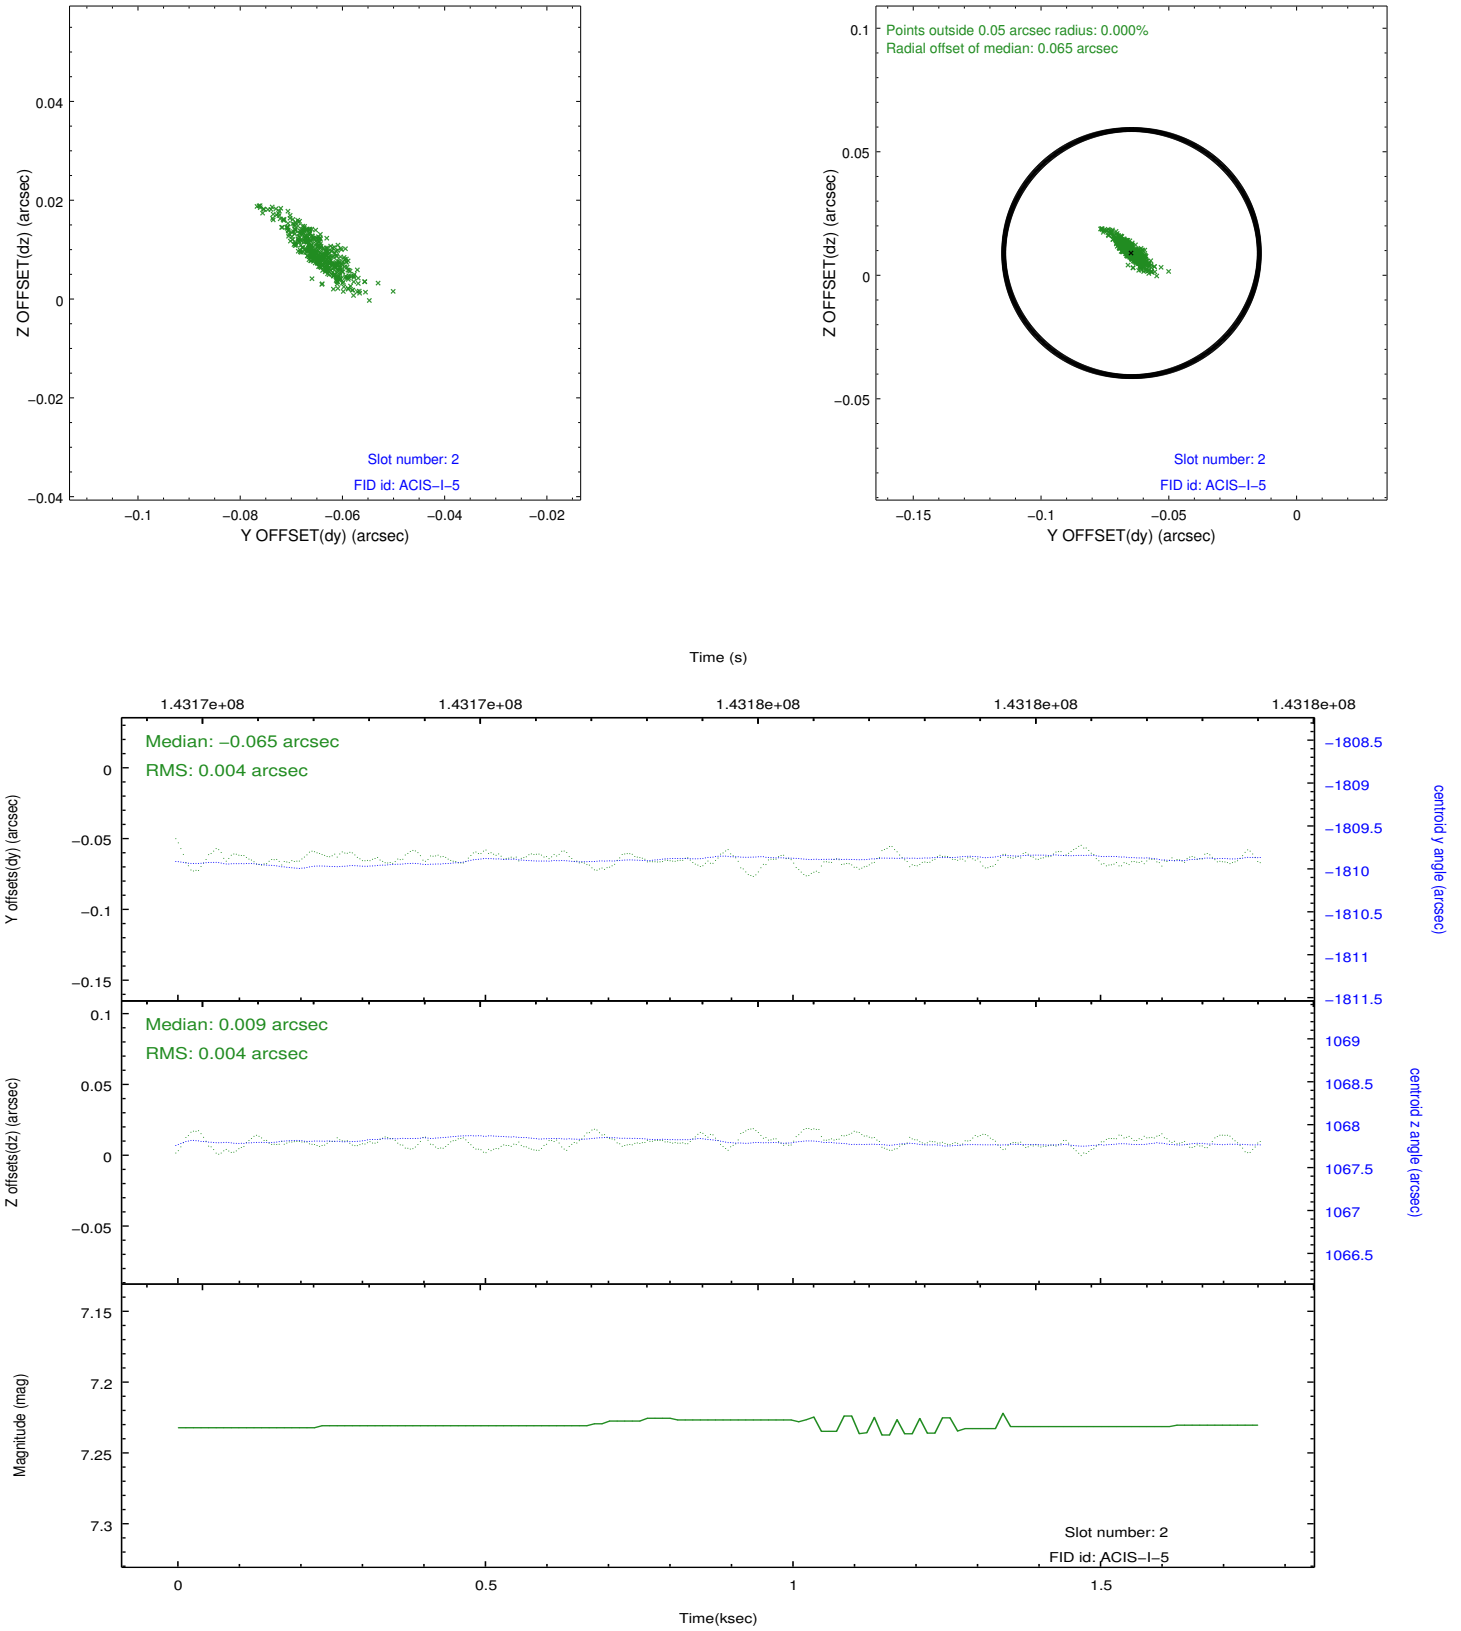 0.04
0.02
0
−0.02
−0.04
Z OFFSET(dz) (arcsec)
Slot number: 2
FID id: ACIS−I−5
−0.1
−0.08
−0.06
−0.04
−0.02
Y OFFSET(dy) (arcsec)
Points outside 0.05 arcsec radius: 0.000%
Radial offset of median: 0.065 arcsec
0.1
0.05
0
−0.05
Z OFFSET(dz) (arcsec)
Slot number: 2
FID id: ACIS−I−5
−0.15
−0.1
−0.05
0
Y OFFSET(dy) (arcsec)
Time (s)
1.4317e+08
1.4317e+08
1.4318e+08
1.4318e+08
1.4318e+08
Median: −0.065 arcsec
RMS: 0.004 arcsec
0
−0.05
−0.1
−0.15
Y offsets(dy) (arcsec)
−1808.5
−1809
−1809.5
−1810
−1810.5
−1811
−1811.5
centroid y angle (arcsec)
Median: 0.009 arcsec
RMS: 0.004 arcsec
0.1
0.05
0
−0.05
Z offsets(dz) (arcsec)
1069
1068.5
1068
1067.5
1067
1066.5
centroid z angle (arcsec)
7.15
7.2
7.25
7.3
Magnitude (mag)
Slot number: 2
FID id: ACIS−I−5
0
0.5
1
1.5
Time(ksec)